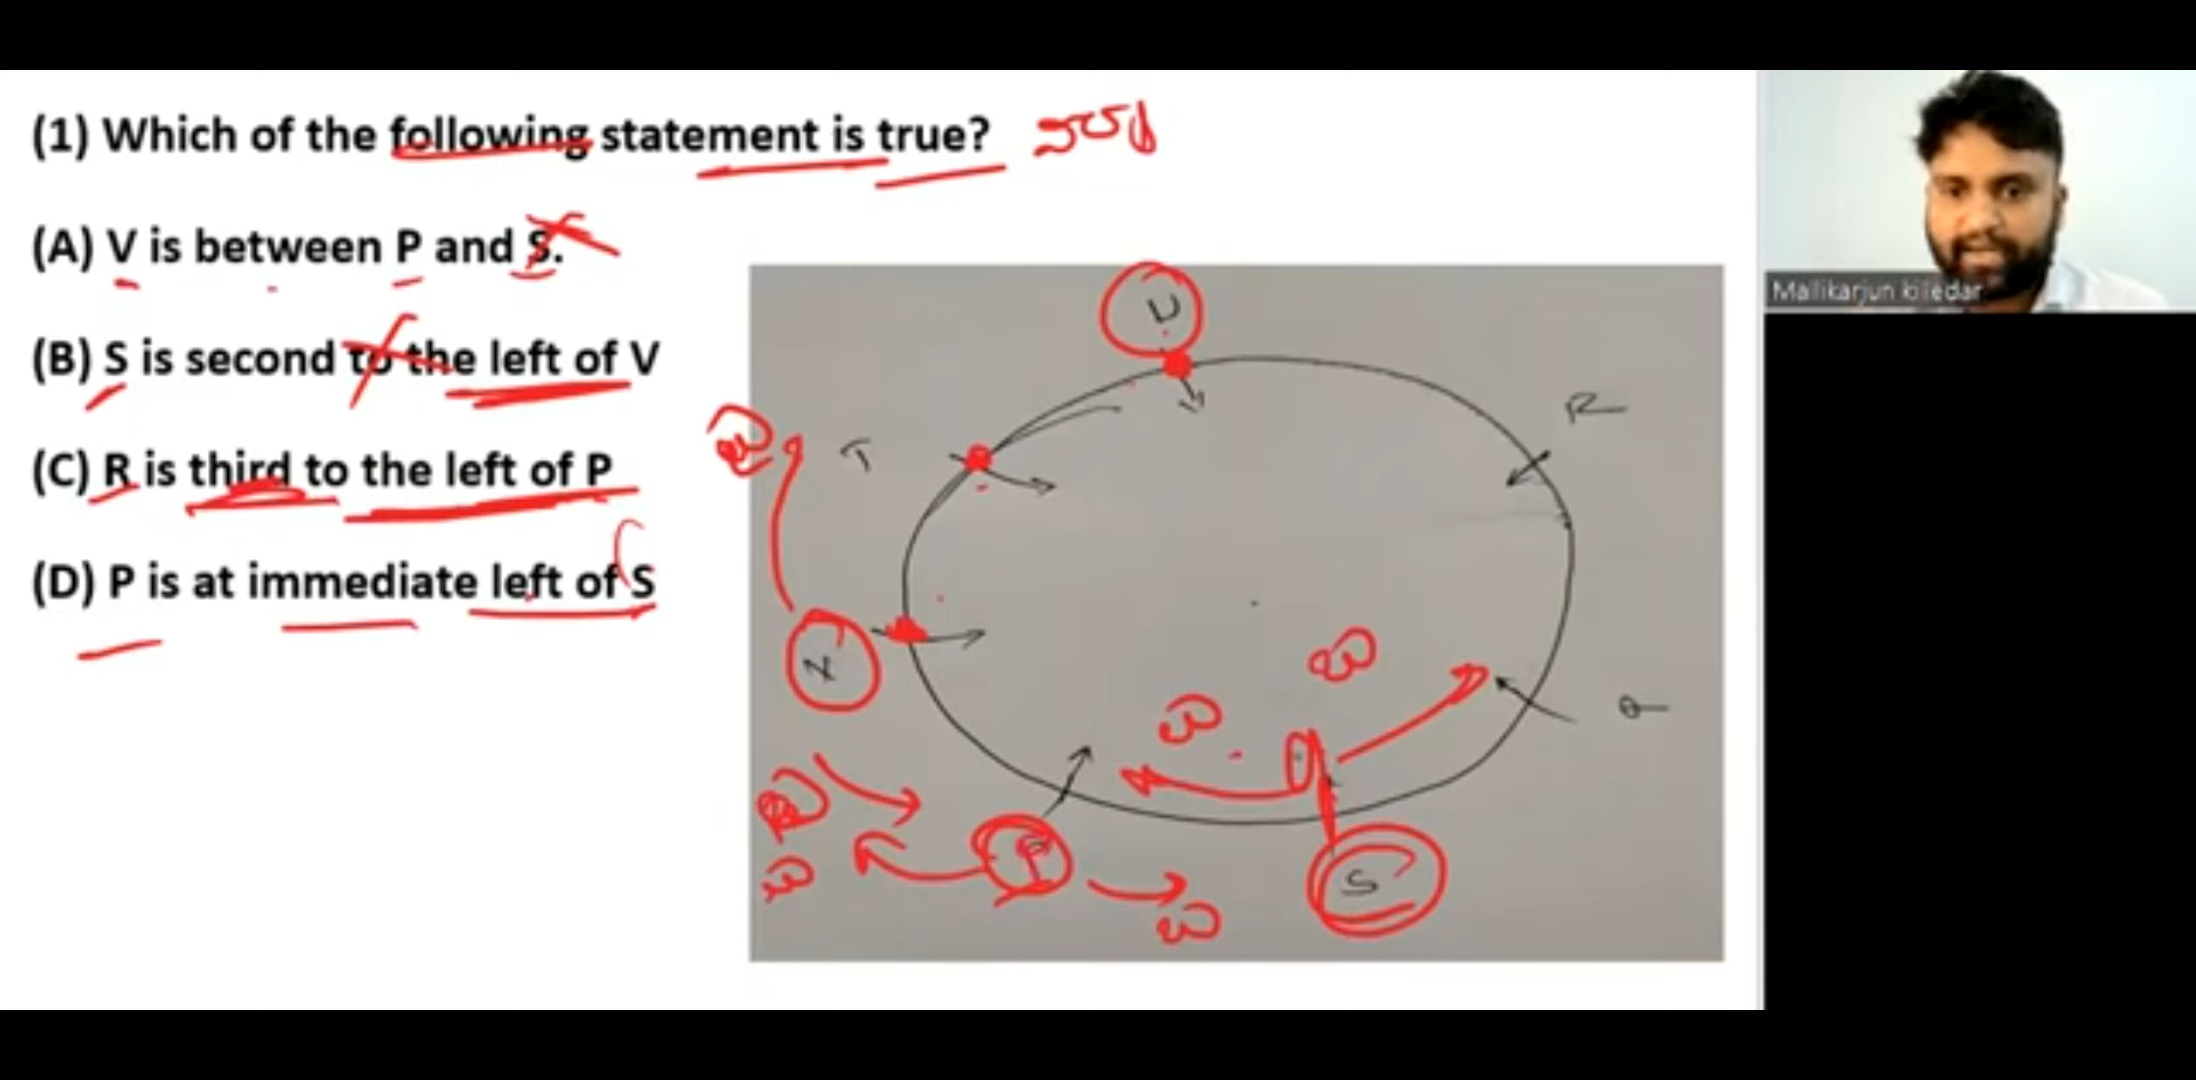 (1) Which of the following statement is true?
(A) V is between P and S.
(B) S is second to the left of V
(C) R is third to the left of P
(D) P is at immediate left of S
Mallikarjun kiledar
U
R
T
P
S